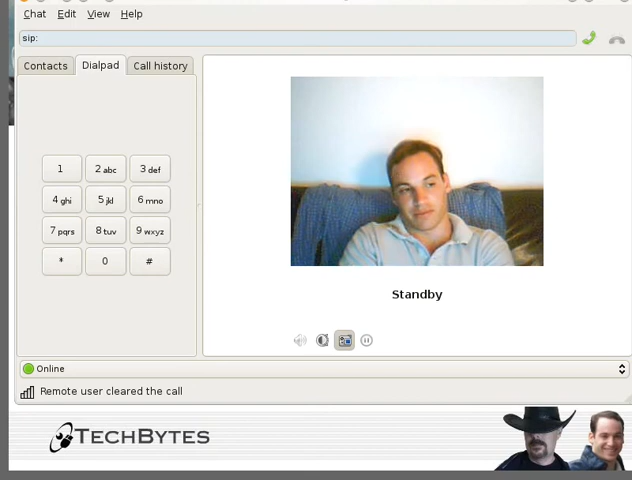 Chat Edit View Help
sip:
Contacts Dialpad Call history
1 2 abc 3 def
4 ghi 5 jkl 6 mno
7 pqrs 8 tuv 9 wxyz
* 0 #
Standby
Online
Remote user cleared the call
TECHBYTES